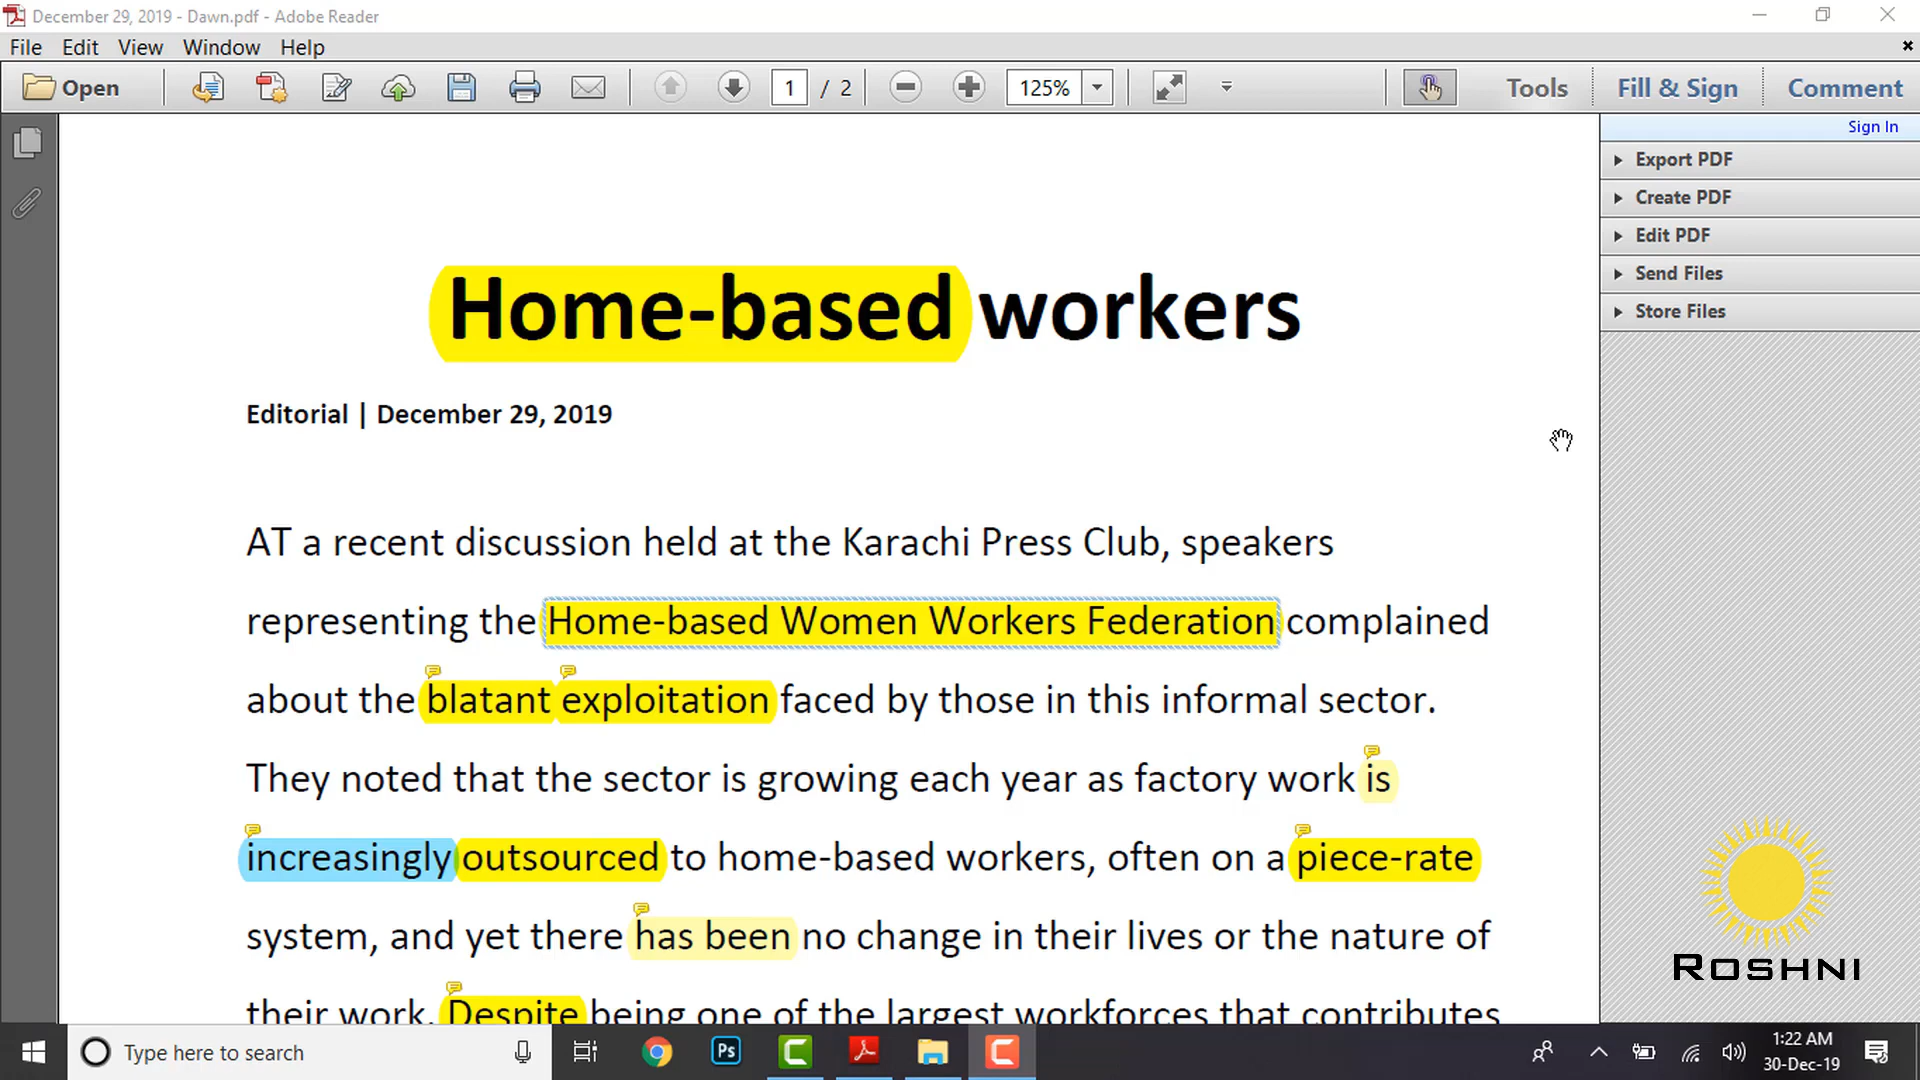 December 29, 2019 - Dawn.pdf - Adobe Reader
File Edit View Window Help
Open 1 / 2 125% Tools Fill & Sign Comment
Sign In
Export PDF
Create PDF
Edit PDF
Send Files
Store Files
Home-based workers
Editorial | December 29, 2019
AT a recent discussion held at the Karachi Press Club, speakers
representing the Home-based Women Workers Federation complained
about the blatant exploitation faced by those in this informal sector.
They noted that the sector is growing each year as factory work is
increasingly outsourced to home-based workers, often on a piece-rate
system, and yet there has been no change in their lives or the nature of
their work. Despite being one of the largest workforces that contributes
ROSHNI
Type here to search
Ps
1:22 AM
30-Dec-19